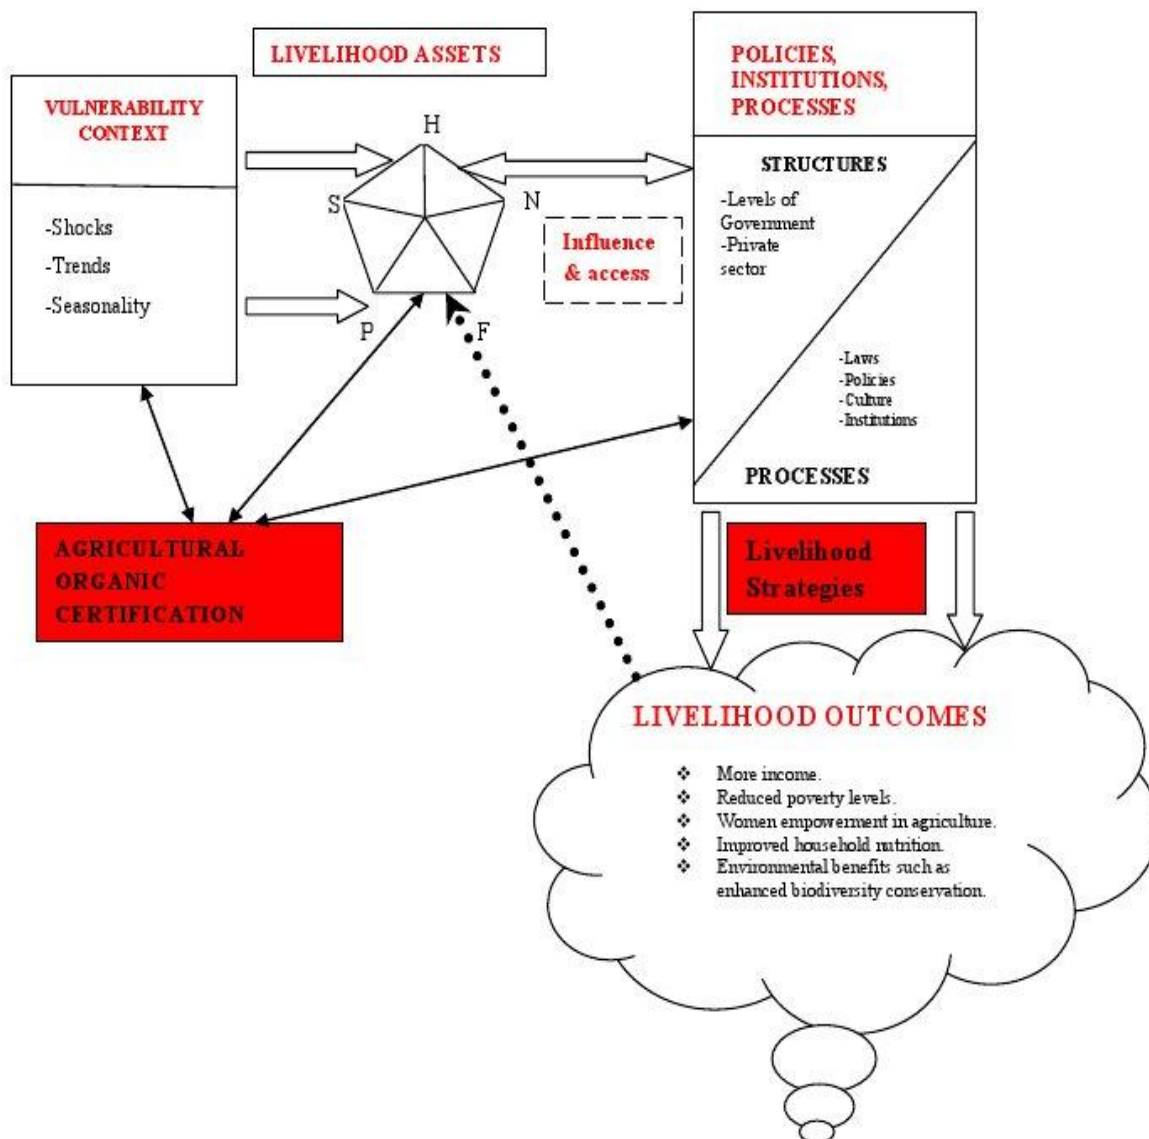 LIVELIHOOD ASSETS
VULNERABILITY
CONTEXT
-Shocks
-Trends
-Seasonality
H
S
N
P
F
Influence
& access
POLICIES,
INSTITUTIONS,
PROCESSES
STRUCTURES
-Levels of
Government
-Private
sector
-Laws
-Policies
-Culture
-Institutions
PROCESSES
AGRICULTURAL
ORGANIC
CERTIFICATION
Livelihood
Strategies
LIVELIHOOD OUTCOMES
❖ More income.
❖ Reduced poverty levels.
❖ Women empowerment in agriculture.
❖ Improved household nutrition.
❖ Environmental benefits such as
enhanced biodiversity conservation.